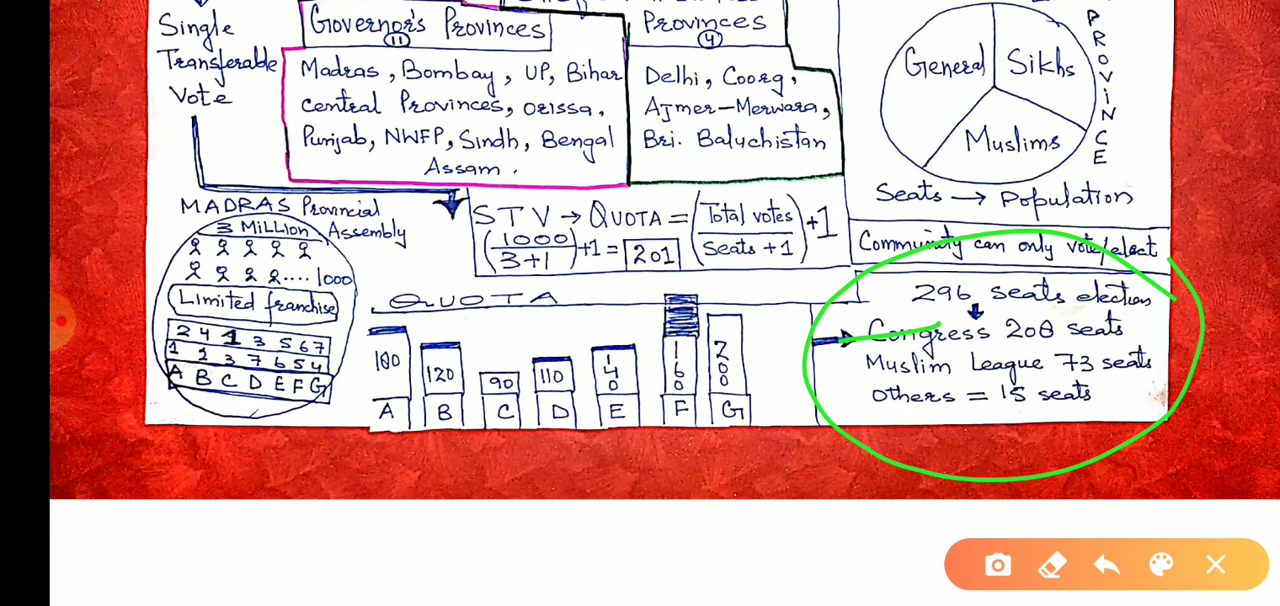 Single
Transferable
Vote
Governor's Provinces
11
Madras, Bombay, UP, Bihar
Central Provinces, Orissa,
Punjab, NWFP, Sindh, Bengal
Assam.
Provinces
4
Delhi, Coorg,
AJmer-Merwara,
Bri. Baluchistan
General
Sikhs
Muslims
PROVINCE
Seats → Population
Community can only vote/elect
STV → QUOTA = (Total votes / Seats + 1) + 1
(1000 / 3+1) + 1 = 201
MADRAS Provincial
Assembly
3 MiLLion
....1000
Limited franchise
2 4 1 3 5 6 7
1 2 3 7 6 5 4
A B C D E F G
QUOTA
180 120 90 110 140 160 200
A B C D E F G
296 seats election
Congress 208 seats
Muslim League 73 seats
Others = 15 seats